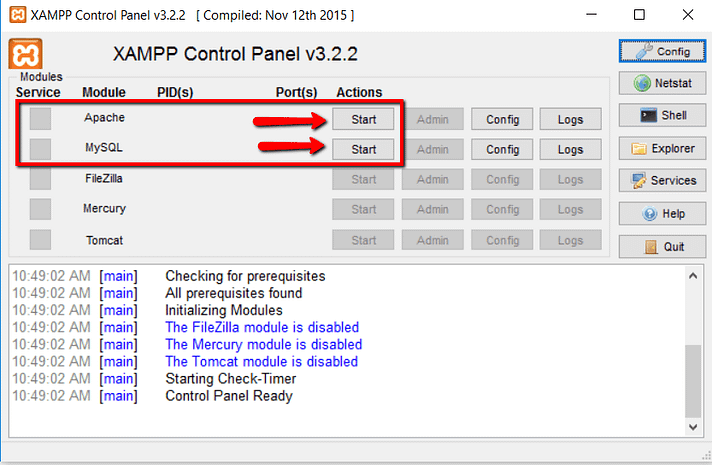 XAMPP Control Panel v3.2.2 [ Compiled: Nov 12th 2015 ]
XAMPP Control Panel v3.2.2
Config
Modules
Service Module PID(s) Port(s) Actions
Netstat
Apache Start Admin Config Logs
Shell
MySQL Start Admin Config Logs
Explorer
FileZilla Start Admin Config Logs
Services
Mercury Start Admin Config Logs
Help
Tomcat Start Admin Config Logs
Quit
10:49:02 AM [main] Checking for prerequisites
10:49:02 AM [main] All prerequisites found
10:49:02 AM [main] Initializing Modules
10:49:02 AM [main] The FileZilla module is disabled
10:49:02 AM [main] The Mercury module is disabled
10:49:02 AM [main] The Tomcat module is disabled
10:49:02 AM [main] Starting Check-Timer
10:49:02 AM [main] Control Panel Ready